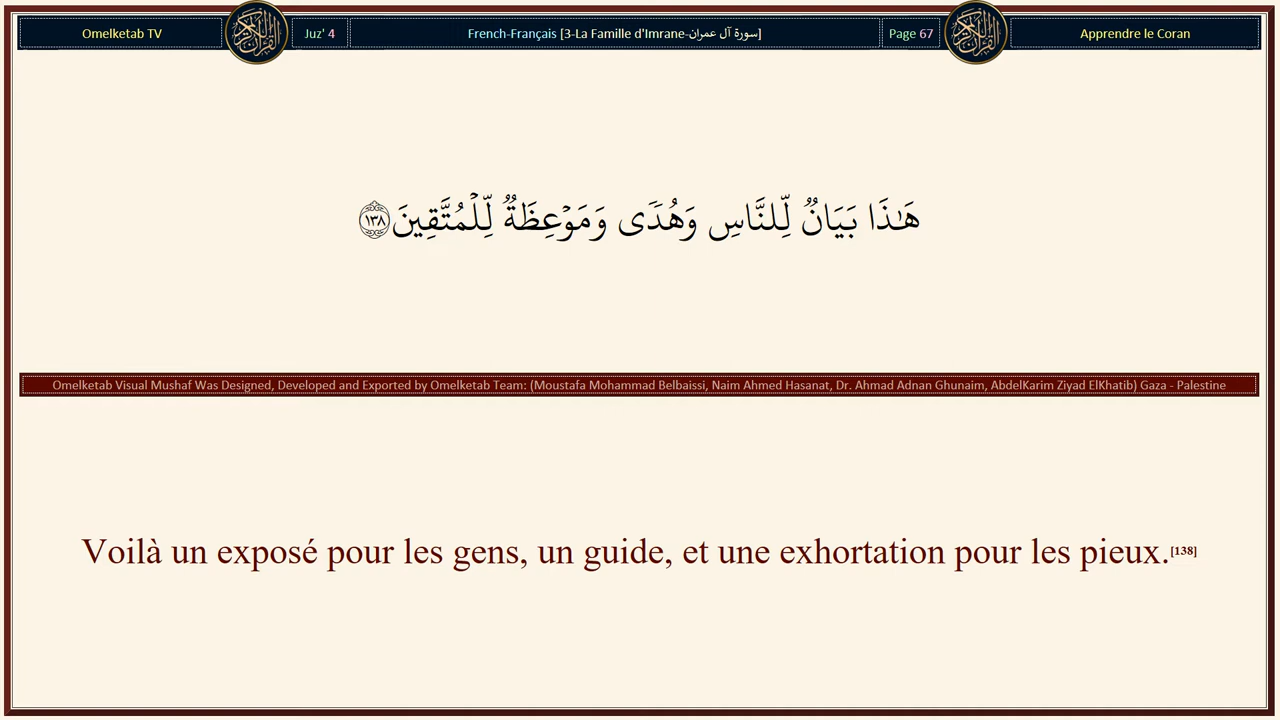 Omelketab TV
Juz' 4
French-Français [3-La Famille d'Imrane-سورة آل عمران]
Page 67
Apprendre le Coran
هَـٰذَا بَيَانٌ لِّلنَّاسِ وَهُدًى وَمَوْعِظَةٌ لِّلْمُتَّقِينَ ١٣٨
Omelketab Visual Mushaf Was Designed, Developed and Exported by Omelketab Team: (Moustafa Mohammad Belbaissi, Naim Ahmed Hasanat, Dr. Ahmad Adnan Ghunaim, AbdelKarim Ziyad ElKhatib) Gaza - Palestine
Voilà un exposé pour les gens, un guide, et une exhortation pour les pieux.[138]